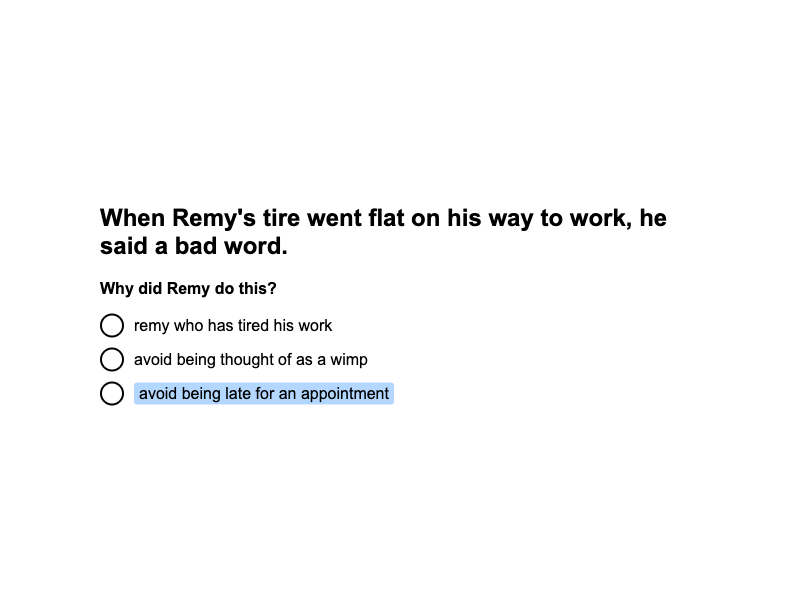 When Remy's tire went flat on his way to work, he
said a bad word.
Why did Remy do this?
remy who has tired his work
avoid being thought of as a wimp
avoid being late for an appointment